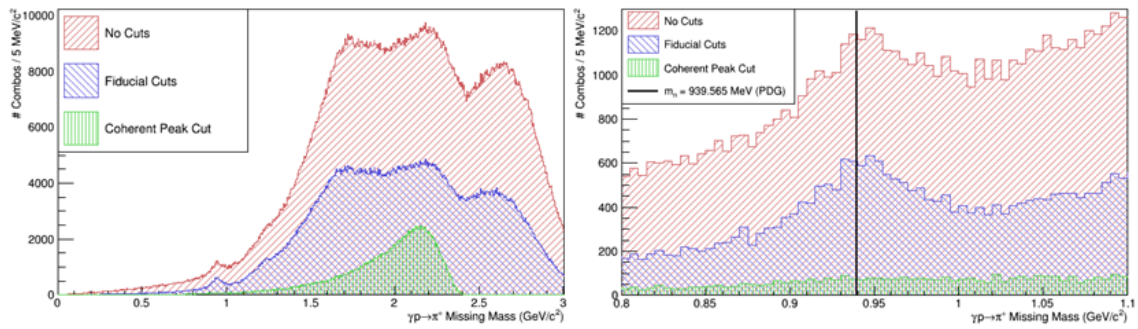 # Combos / 5 MeV/c²
10000
8000
6000
4000
2000
0
No Cuts
Fiducial Cuts
Coherent Peak Cut
0 0.5 1 1.5 2 2.5 3
γp→π⁺ Missing Mass (GeV/c²)
# Combos / 5 MeV/c²
1200
1000
800
600
400
200
0
No Cuts
Fiducial Cuts
Coherent Peak Cut
mₙ = 939.565 MeV (PDG)
0.8 0.85 0.9 0.95 1 1.05 1.1
γp→π⁺ Missing Mass (GeV/c²)